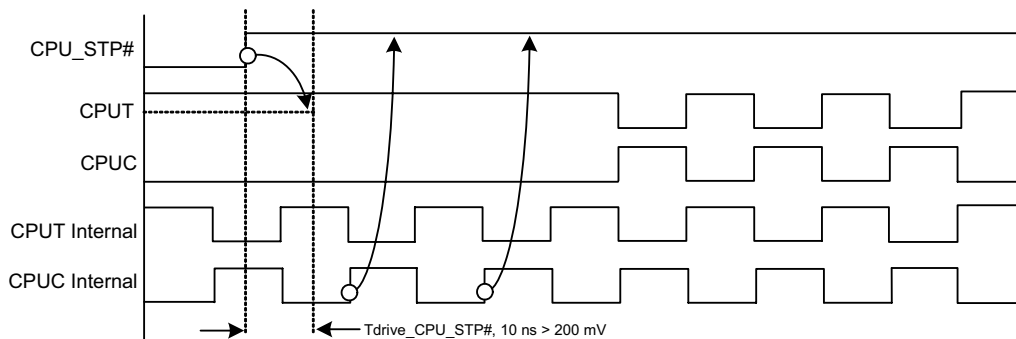 CPU_STP#
CPUT
CPUC
CPUT Internal
CPUC Internal
Tdrive_CPU_STP#, 10 ns > 200 mV